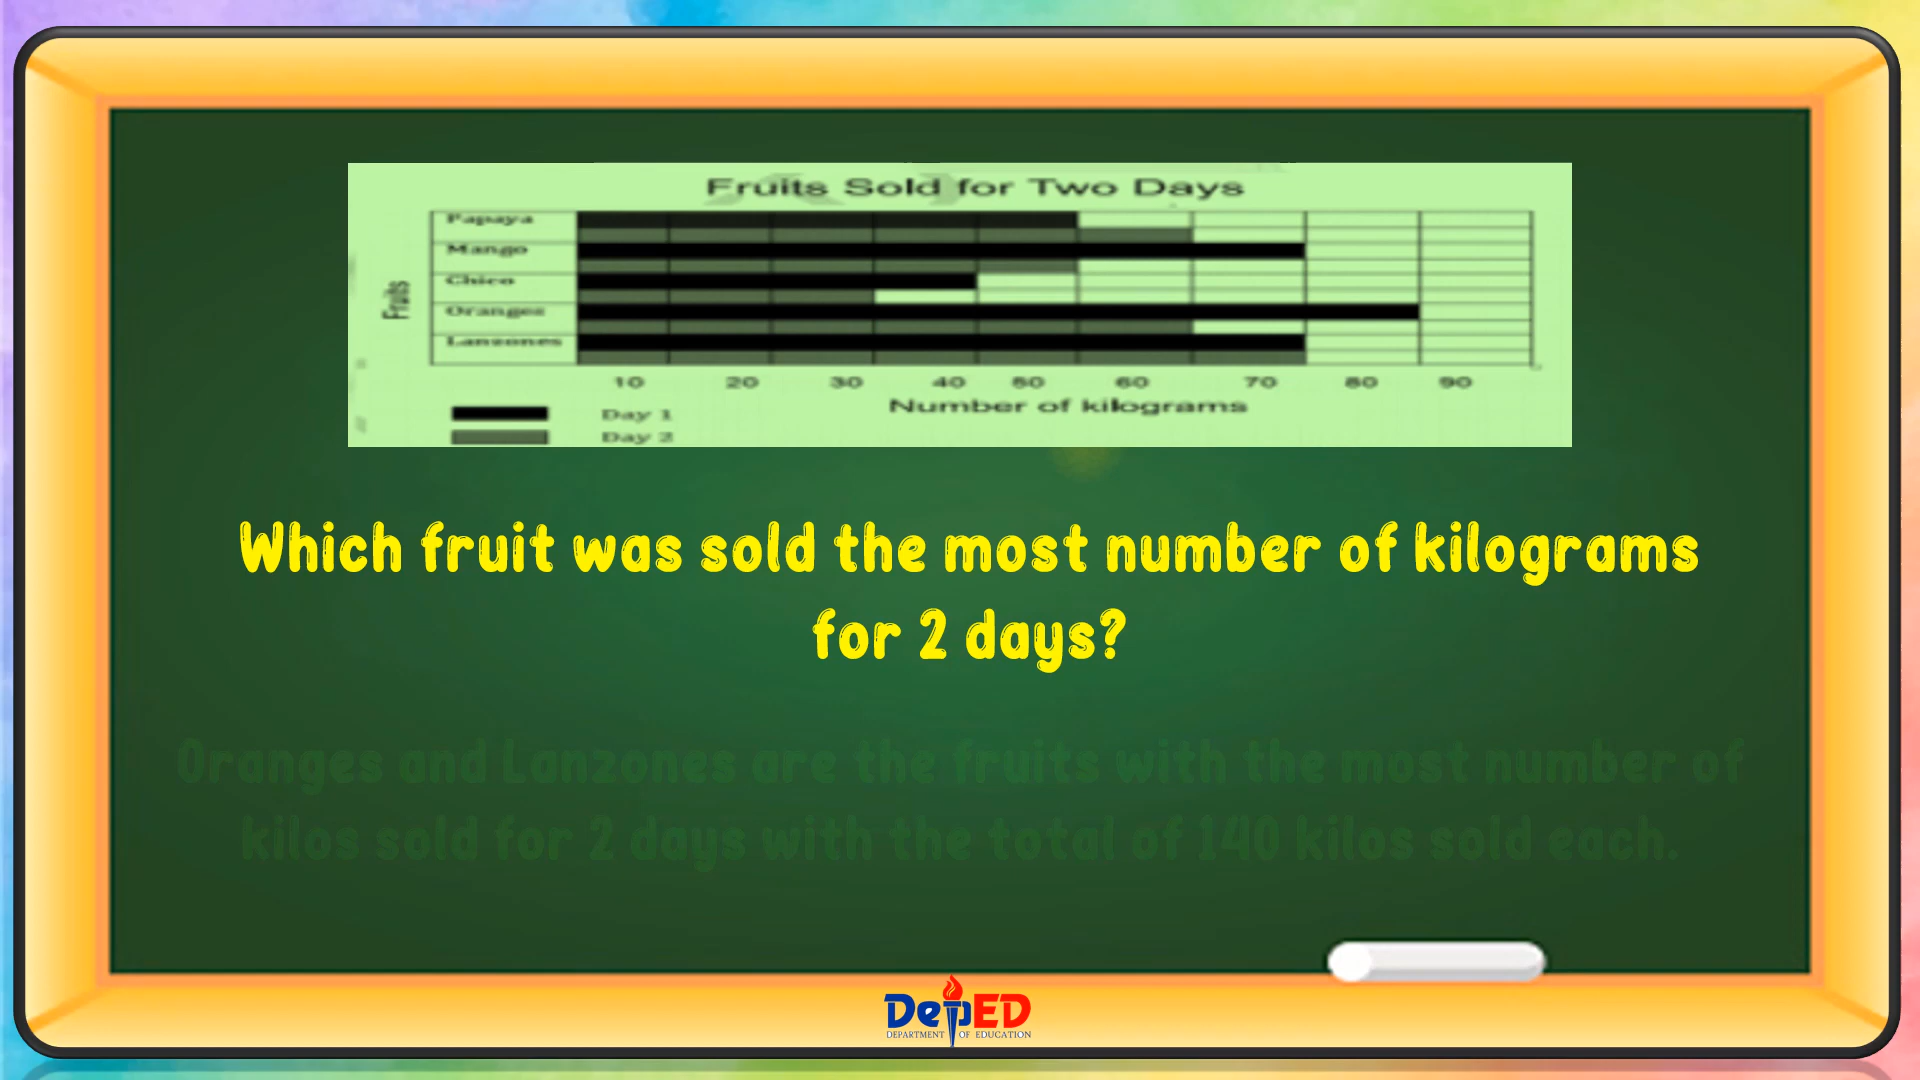 Fruits Sold for Two Days
Papaya
Mango
Chico
Oranges
Lanzones
Fruits
10 20 30 40 50 60 70 80 90
Number of kilograms
Day 1
Day 2
Which fruit was sold the most number of kilograms
for 2 days?
Oranges and Lanzones are the fruits with the most number of
kilos sold for 2 days with the total of 140 kilos sold each.
DepED
DEPARTMENT OF EDUCATION